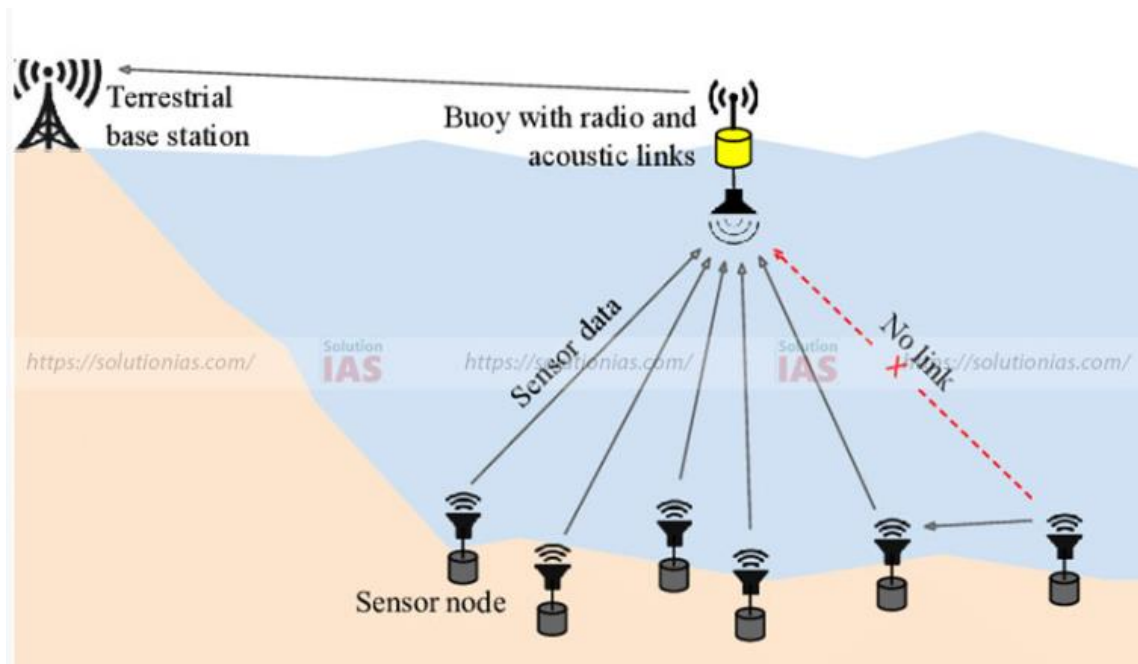 Terrestrial
base station
Buoy with radio and
acoustic links
Sensor data
No link
https://solutionias.com/
Solution
IAS
https://solutionias.com/
Solution
IAS
https://solutionias.com/
Sensor node